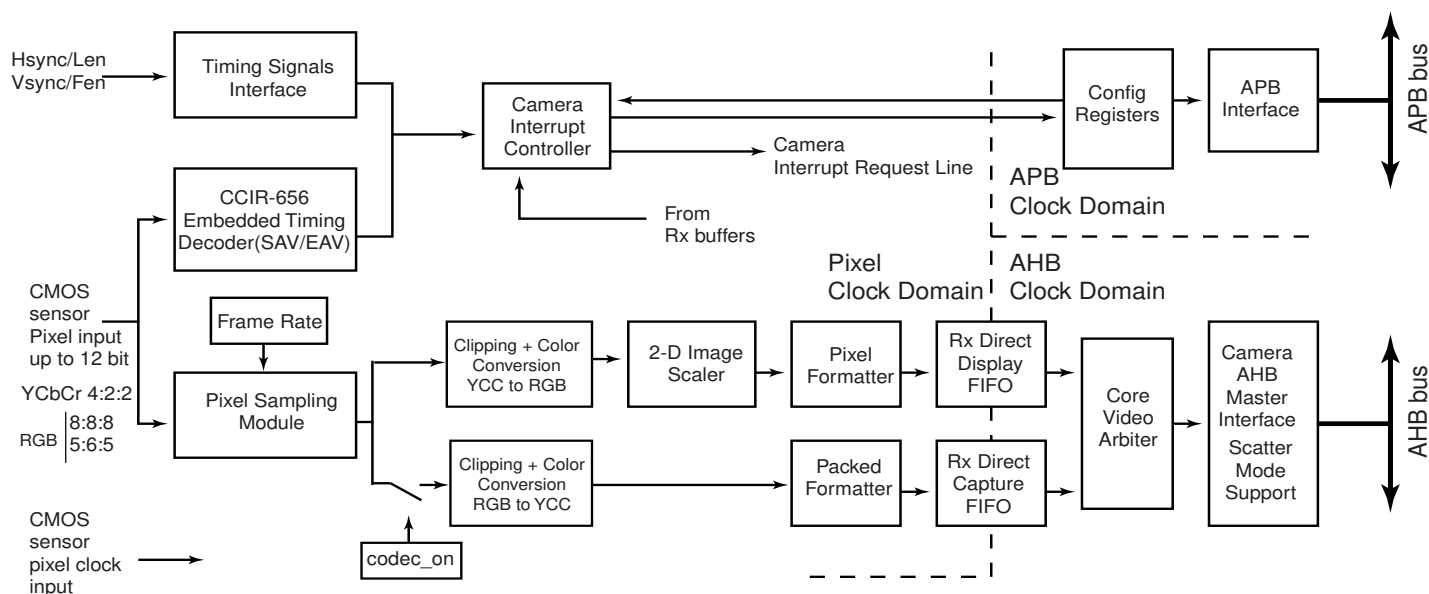 Hsync/Len
Vsync/Fen
Timing Signals
Interface
Camera
Interrupt
Controller
Config
Registers
APB
Interface
APB bus
Camera
Interrupt Request Line
APB
Clock Domain
CCIR-656
Embedded Timing
Decoder(SAV/EAV)
From
Rx buffers
Pixel
Clock Domain
AHB
Clock Domain
CMOS
sensor
Pixel input
up to 12 bit
YCbCr 4:2:2
RGB
8:8:8
5:6:5
Frame Rate
Pixel Sampling
Module
Clipping + Color
Conversion
YCC to RGB
2-D Image
Scaler
Pixel
Formatter
Rx Direct
Display
FIFO
Core
Video
Arbiter
Camera
AHB
Master
Interface
Scatter
Mode
Support
AHB bus
Clipping + Color
Conversion
RGB to YCC
Packed
Formatter
Rx Direct
Capture
FIFO
codec_on
CMOS
sensor
pixel clock
input